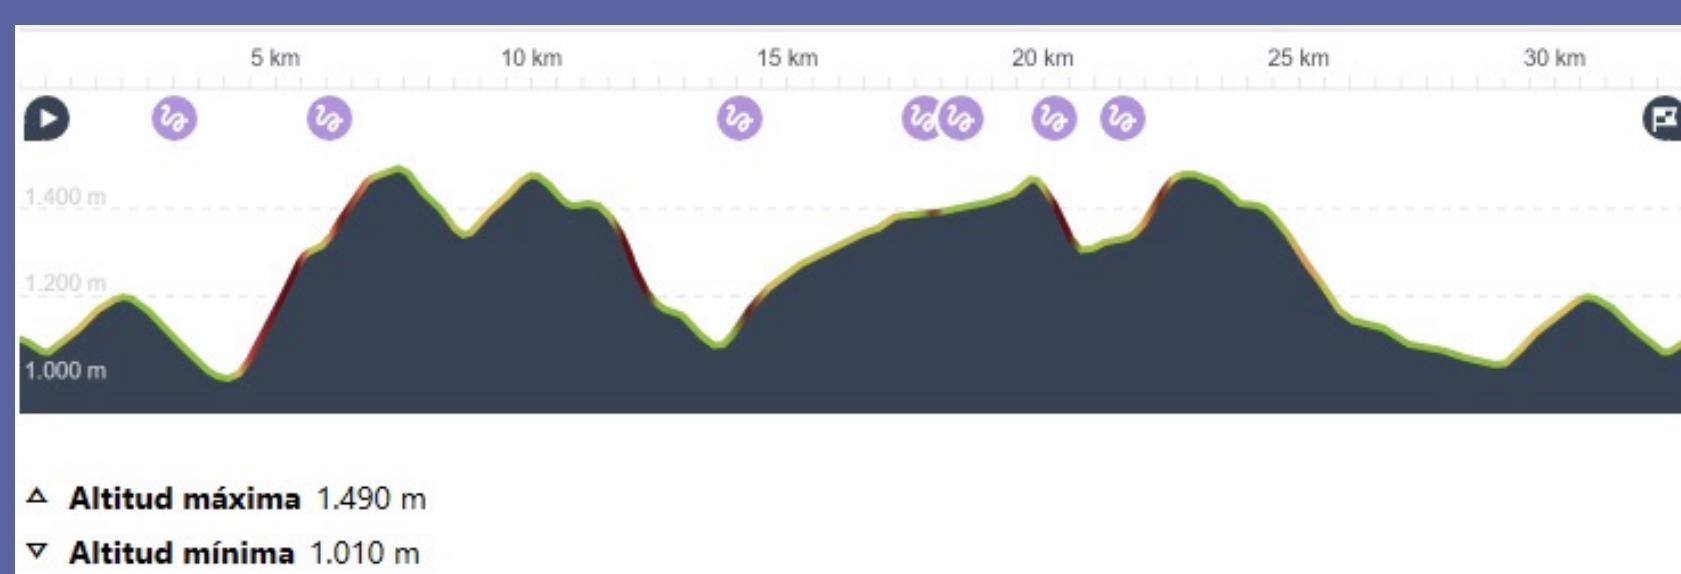 5 km 10 km 15 km 20 km 25 km 30 km
1.400 m
1.200 m
1.000 m
Altitud máxima 1.490 m
Altitud mínima 1.010 m